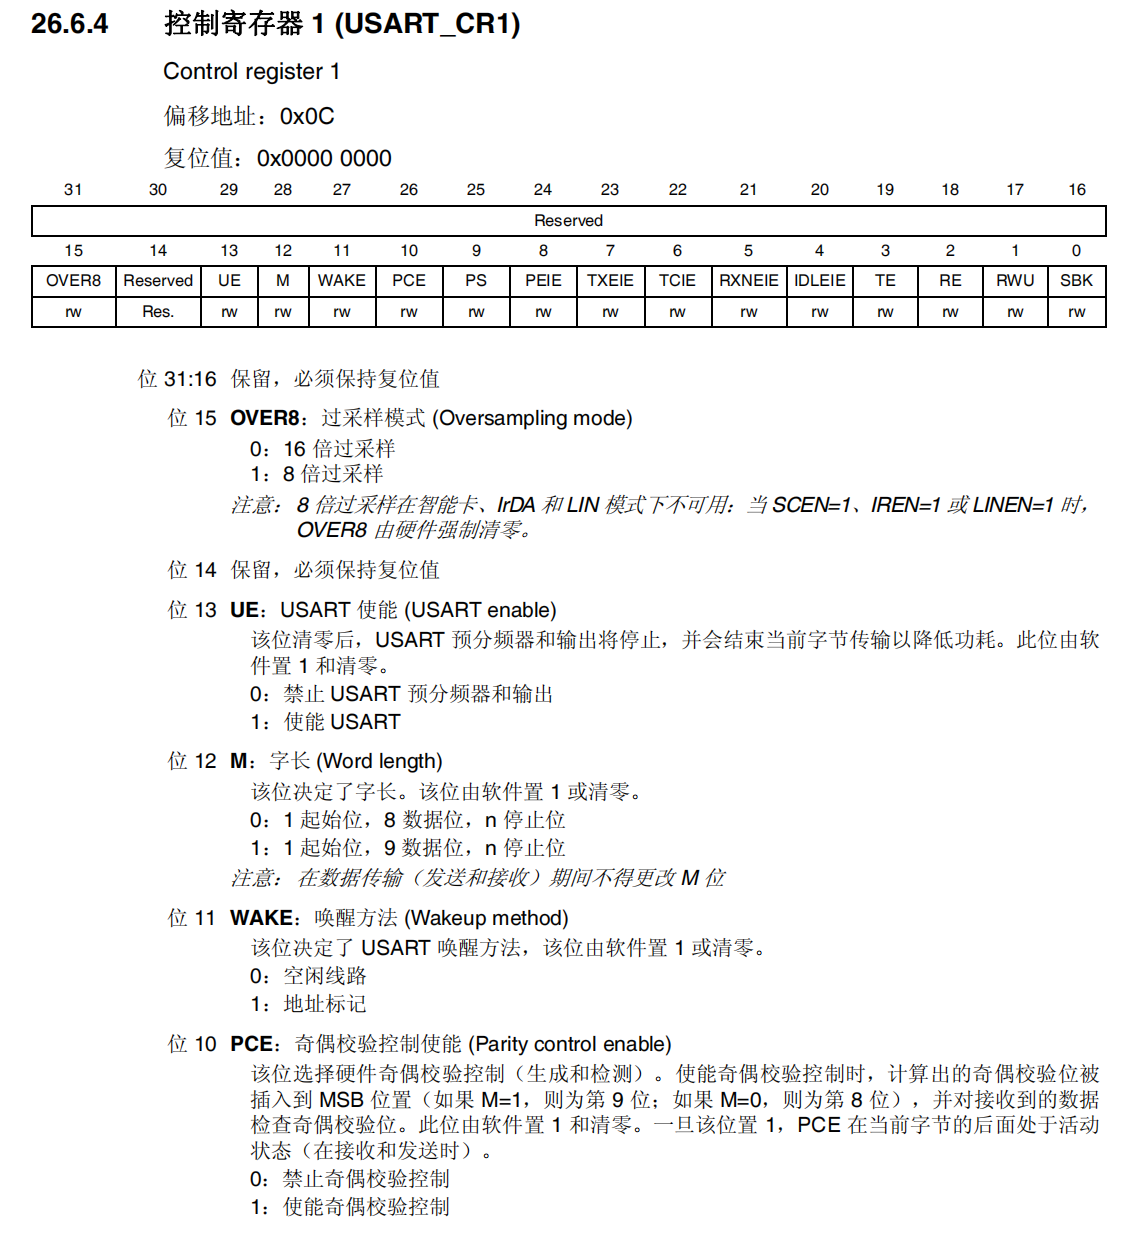 26.6.4 控制寄存器 1 (USART_CR1)
Control register 1
偏移地址：0x0C
复位值：0x0000 0000
31 30 29 28 27 26 25 24 23 22 21 20 19 18 17 16
Reserved
15 14 13 12 11 10 9 8 7 6 5 4 3 2 1 0
OVER8 Reserved UE M WAKE PCE PS PEIE TXEIE TCIE RXNEIE IDLEIE TE RE RWU SBK
rw Res. rw rw rw rw rw rw rw rw rw rw rw rw rw rw
位 31:16 保留，必须保持复位值
位 15 OVER8：过采样模式 (Oversampling mode)
0：16 倍过采样
1：8 倍过采样
注意： 8 倍过采样在智能卡、IrDA 和 LIN 模式下不可用：当 SCEN=1、IREN=1 或 LINEN=1 时，
OVER8 由硬件强制清零。
位 14 保留，必须保持复位值
位 13 UE：USART 使能 (USART enable)
该位清零后，USART 预分频器和输出将停止，并会结束当前字节传输以降低功耗。此位由软
件置 1 和清零。
0：禁止 USART 预分频器和输出
1：使能 USART
位 12 M：字长 (Word length)
该位决定了字长。该位由软件置 1 或清零。
0：1 起始位，8 数据位，n 停止位
1：1 起始位，9 数据位，n 停止位
注意： 在数据传输（发送和接收）期间不得更改 M 位
位 11 WAKE：唤醒方法 (Wakeup method)
该位决定了 USART 唤醒方法，该位由软件置 1 或清零。
0：空闲线路
1：地址标记
位 10 PCE：奇偶校验控制使能 (Parity control enable)
该位选择硬件奇偶校验控制（生成和检测）。使能奇偶校验控制时，计算出的奇偶校验位被
插入到 MSB 位置（如果 M=1，则为第 9 位；如果 M=0，则为第 8 位），并对接收到的数据
检查奇偶校验位。此位由软件置 1 和清零。一旦该位置 1，PCE 在当前字节的后面处于活动
状态（在接收和发送时）。
0：禁止奇偶校验控制
1：使能奇偶校验控制